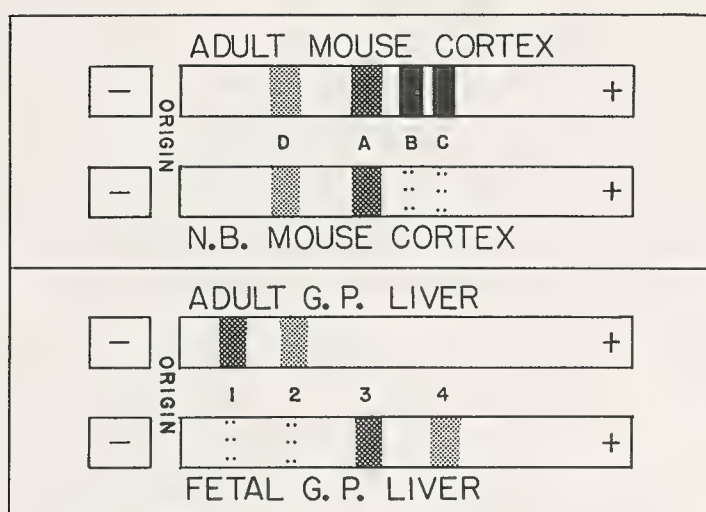 ADULT MOUSE CORTEX
− +
ORIGIN
D A B C
− +
N.B. MOUSE CORTEX
ADULT G.P. LIVER
− +
ORIGIN
1 2 3 4
− +
FETAL G.P. LIVER